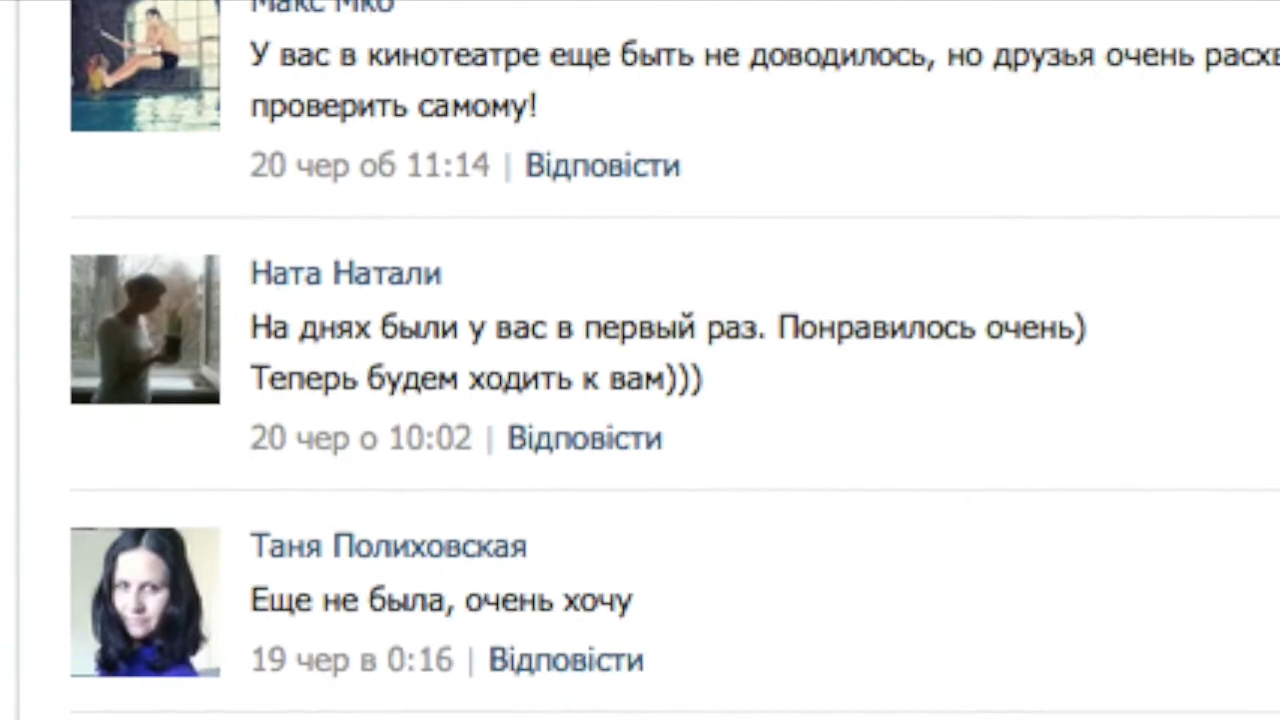 Макс Мко
У вас в кинотеатре еще быть не доводилось, но друзья очень
проверить самому!
20 чер об 11:14 | Відповісти
Ната Натали
На днях были у вас в первый раз. Понравилось очень)
Теперь будем ходить к вам)))
20 чер о 10:02 | Відповісти
Таня Полиховская
Еще не была, очень хочу
19 чер в 0:16 | Відповісти